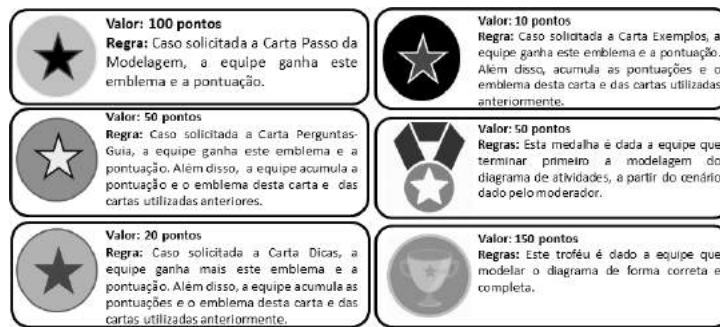 Valor: 100 pontos
Regra: Caso solicitada a Carta Passo da
Modelagem, a equipe ganha este
emblema e a pontuação.
Valor: 50 pontos
Regra: Caso solicitada a Carta Perguntas-
Guia, a equipe ganha este emblema e a
pontuação. Além disso, a equipe acumula a
pontuação e o emblema desta carta e das
cartas utilizadas anteriores.
Valor: 20 pontos
Regra: Caso solicitada a Carta Dicas, a
equipe ganha mais este emblema e a
pontuação. Além disso, a equipe acumula as
pontuações e o emblema desta carta e das
cartas utilizadas anteriormente.
Valor: 10 pontos
Regra: Caso solicitada a Carta Exemplos, a
equipe ganha este emblema e a pontuação.
Além disso, acumula as pontuações e o
emblema desta carta e das cartas utilizadas
anteriormente.
Valor: 50 pontos
Regras: Esta medalha é dada a equipe que
terminar primeiro a modelagem do
diagrama de atividades, a partir do cenário
dado pelo moderador.
Valor: 150 pontos
Regras: Este troféu é dado a equipe que
modelar o diagrama de forma correta e
completa.